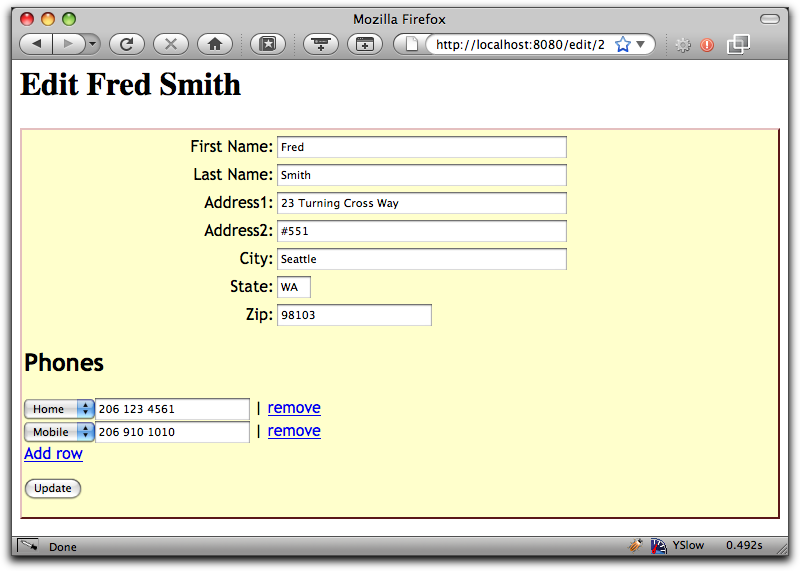 Mozilla Firefox
http://localhost:8080/edit/2
Edit Fred Smith
First Name: Fred
Last Name: Smith
Address1: 23 Turning Cross Way
Address2: #551
City: Seattle
State: WA
Zip: 98103
Phones
Home 206 123 4561 | remove
Mobile 206 910 1010 | remove
Add row
Update
Done YSlow 0.492s